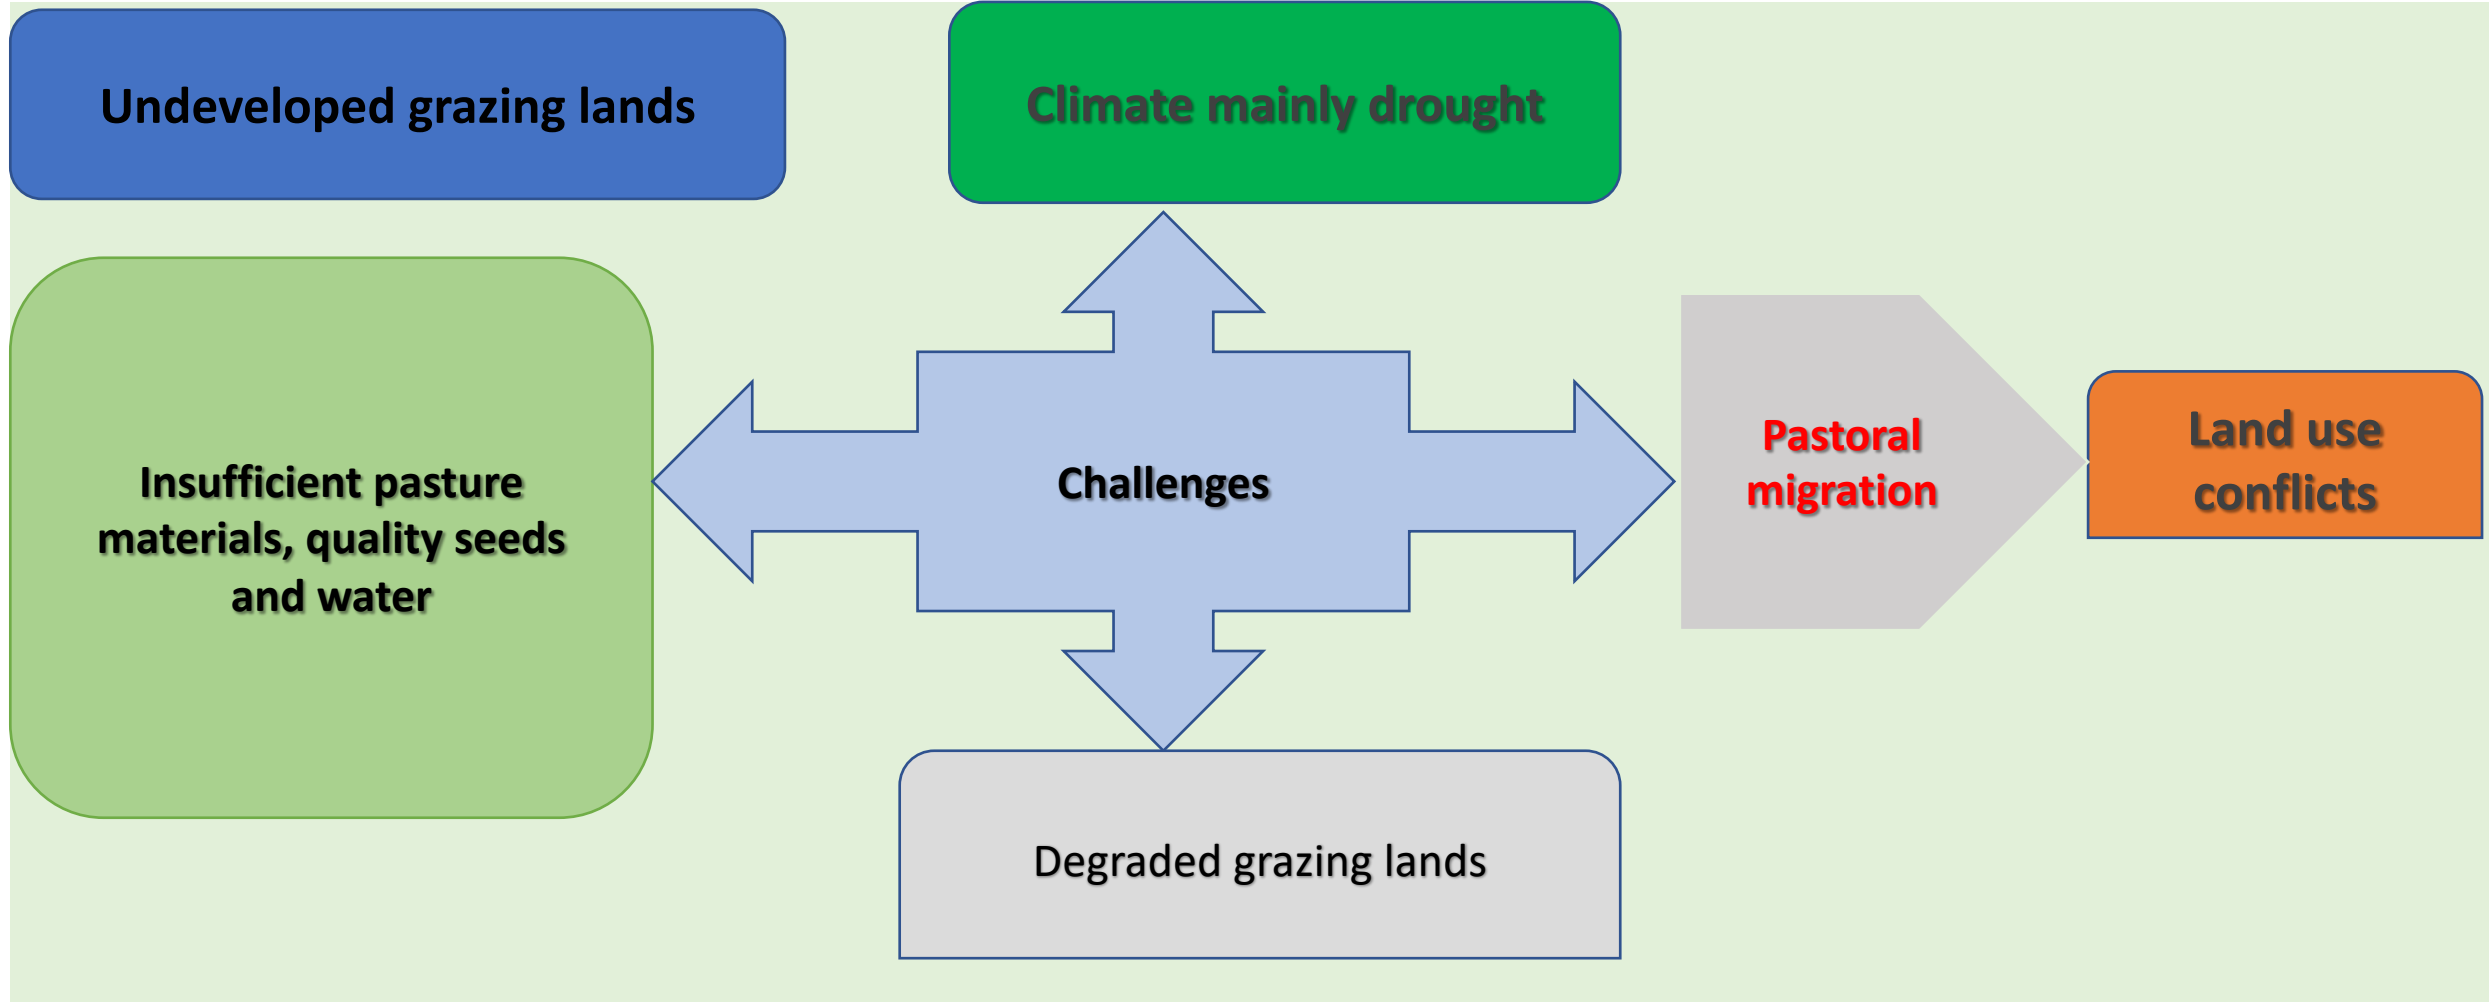 Undeveloped grazing lands
Climate mainly drought
Insufficient pasture
materials, quality seeds
and water
Challenges
Pastoral
migration
Land use
conflicts
Degraded grazing lands